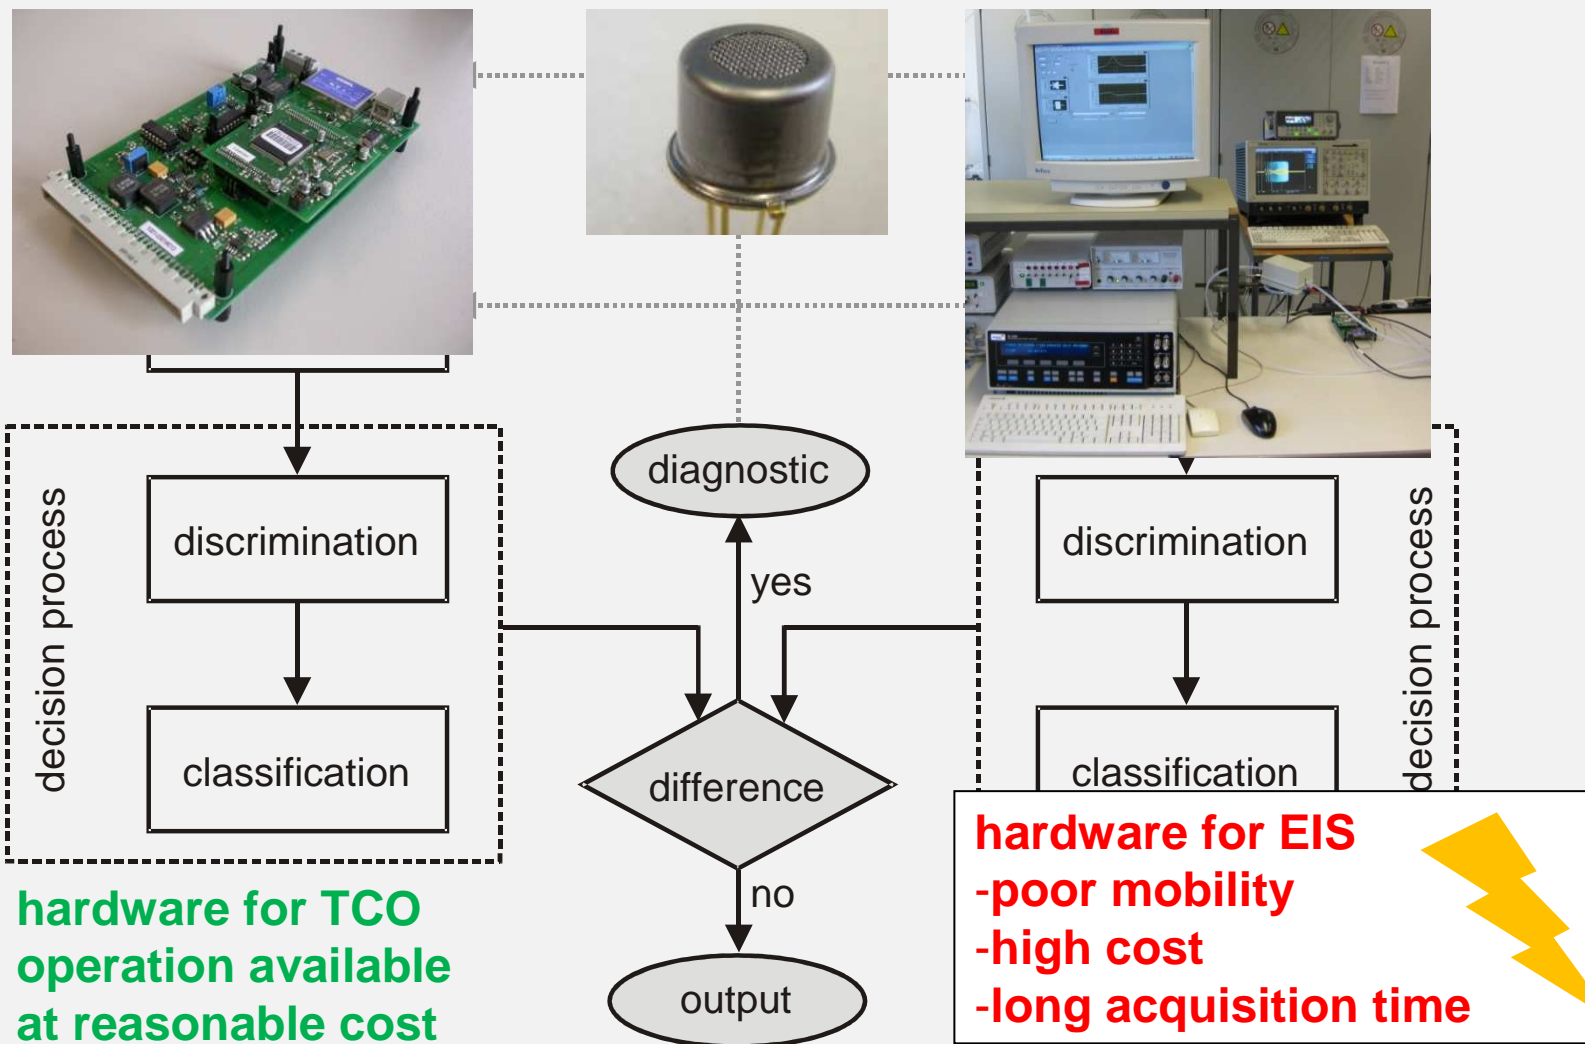 diagnostic
decision process
discrimination
discrimination
decision process
yes
classification
difference
classification
no
output
hardware for TCO
operation available
at reasonable cost
hardware for EIS
-poor mobility
-high cost
-long acquisition time